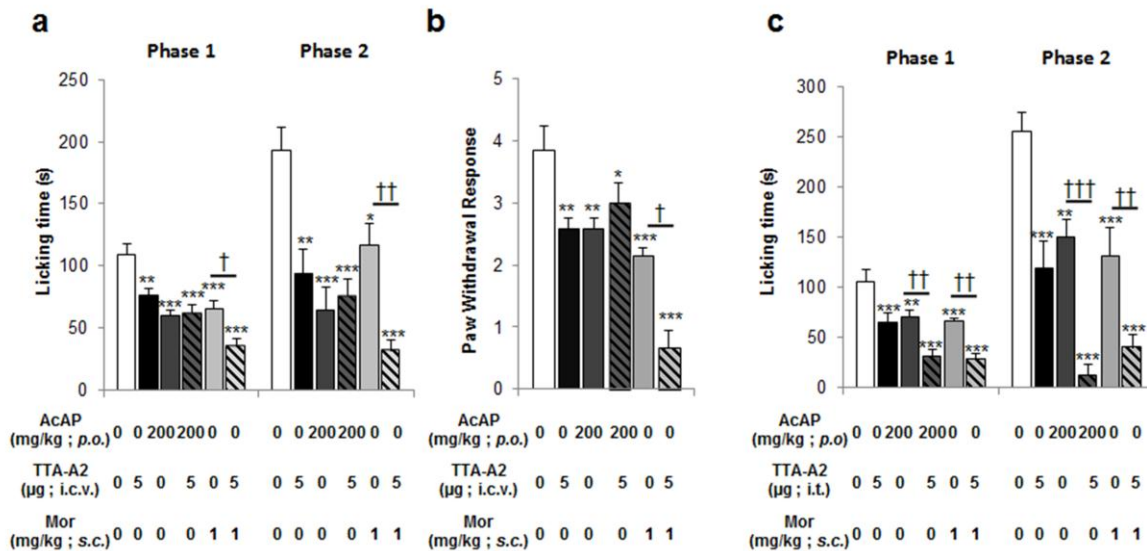 a
Phase 1 Phase 2
Licking time (s)
250
200
150
100
50
0
** *** *** *** † *** ** *** *** * †† ***
AcAP
(mg/kg ; p.o.) 0 0 200 200 0 0 0 0 200 200 0 0
TTA-A2
(µg ; i.c.v.) 0 5 0 5 0 5 0 5 0 5 0 5
Mor
(mg/kg ; s.c.) 0 0 0 0 1 1 0 0 0 0 1 1
b
Paw Withdrawal Response
5
4
3
2
1
0
** ** * *** † ***
AcAP
(mg/kg ; p.o.) 0 0 200 200 0 0
TTA-A2
(µg ; i.c.v.) 0 5 0 5 0 5
Mor
(mg/kg ; s.c.) 0 0 0 0 1 1
c
Phase 1 Phase 2
Licking time (s)
300
250
200
150
100
50
0
*** ** †† *** *** †† *** *** ** ††† *** *** †† ***
AcAP
(mg/kg ; p.o) 0 0 200 200 0 0 0 0 200 200 0 0
TTA-A2
(µg ; i.t.) 0 5 0 5 0 5 0 5 0 5 0 5
Mor
(mg/kg ; s.c.) 0 0 0 0 1 1 0 0 0 0 1 1